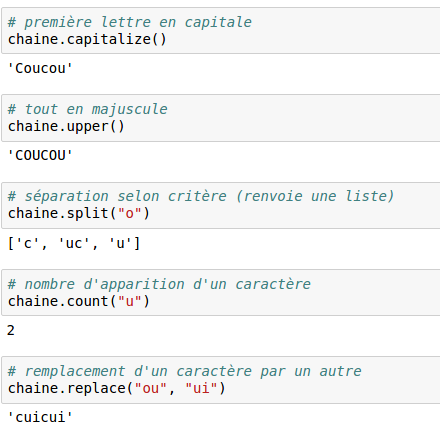 # première lettre en capitale
chaine.capitalize()
'Coucou'
# tout en majuscule
chaine.upper()
'COUCOU'
# séparation selon critère (renvoie une liste)
chaine.split("o")
['c', 'uc', 'u']
# nombre d'apparition d'un caractère
chaine.count("u")
2
# remplacement d'un caractère par un autre
chaine.replace("ou", "ui")
'cuicui'